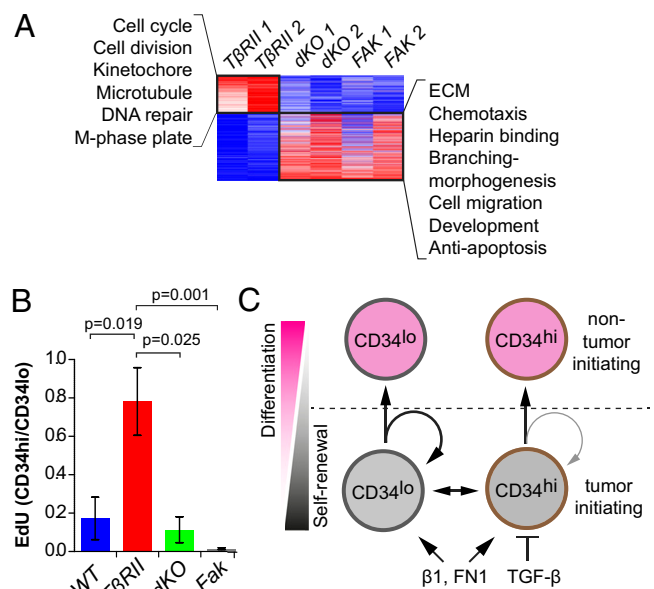 A
Cell cycle
Cell division
Kinetochore
Microtubule
DNA repair
M-phase plate
TβRII 1
TβRII 2
dKO 1
dKO 2
FAK 1
FAK 2
ECM
Chemotaxis
Heparin binding
Branching-
morphogenesis
Cell migration
Development
Anti-apoptosis
B
p=0.001
p=0.019
p=0.025
EdU (CD34hi/CD34lo)
1.0
0.8
0.6
0.4
0.2
0.0
WT
TβRII
dKO
Fak
C
Differentiation
Self-renewal
CD34lo
CD34hi
non-
tumor
initiating
CD34lo
CD34hi
tumor
initiating
β1, FN1
TGF-β